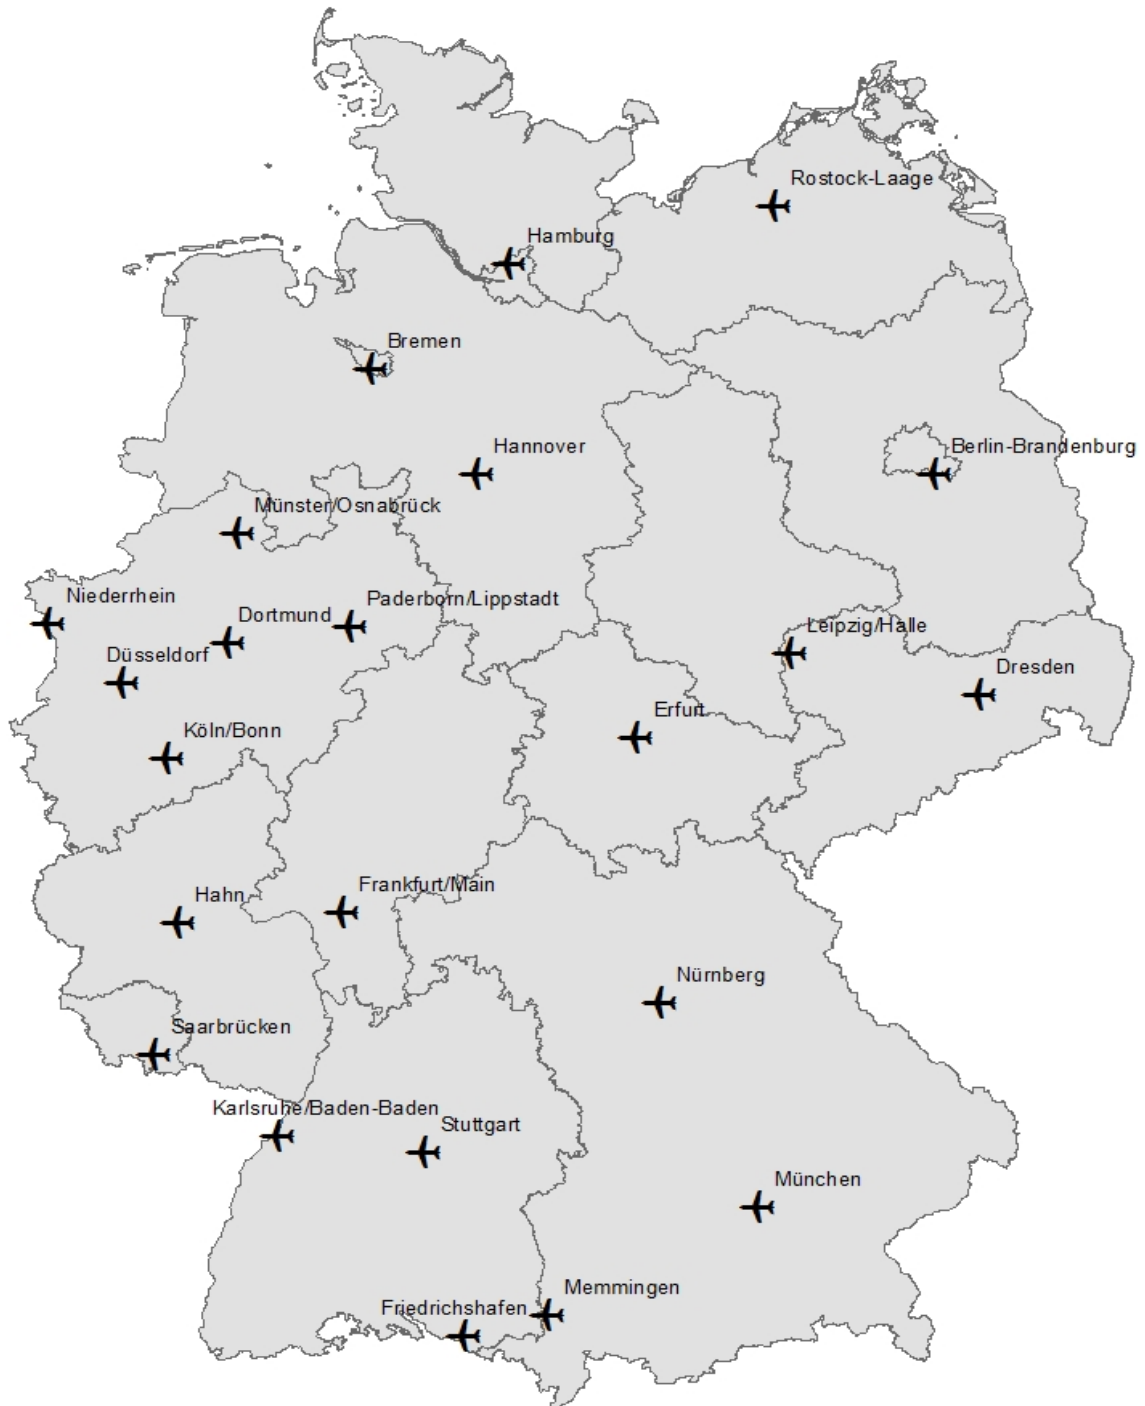 Rostock-Laage
Hamburg
Bremen
Hannover
Berlin-Brandenburg
Münster/Osnabrück
Niederrhein
Dortmund
Paderborn/Lippstadt
Leipzig/Halle
Düsseldorf
Dresden
Erfurt
Köln/Bonn
Frankfurt/Main
Hahn
Nürnberg
Saarbrücken
Karlsruhe/Baden-Baden
Stuttgart
München
Memmingen
Friedrichshafen